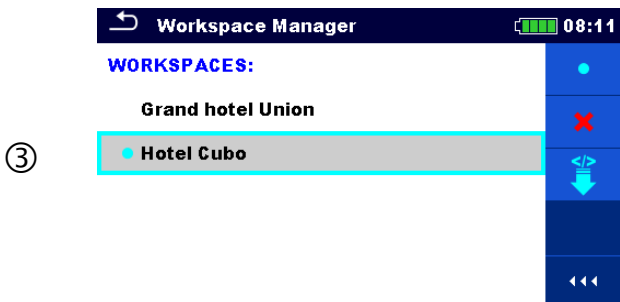 Workspace Manager 08:11
WORKSPACES:
Grand hotel Union
③ Hotel Cubo
</>